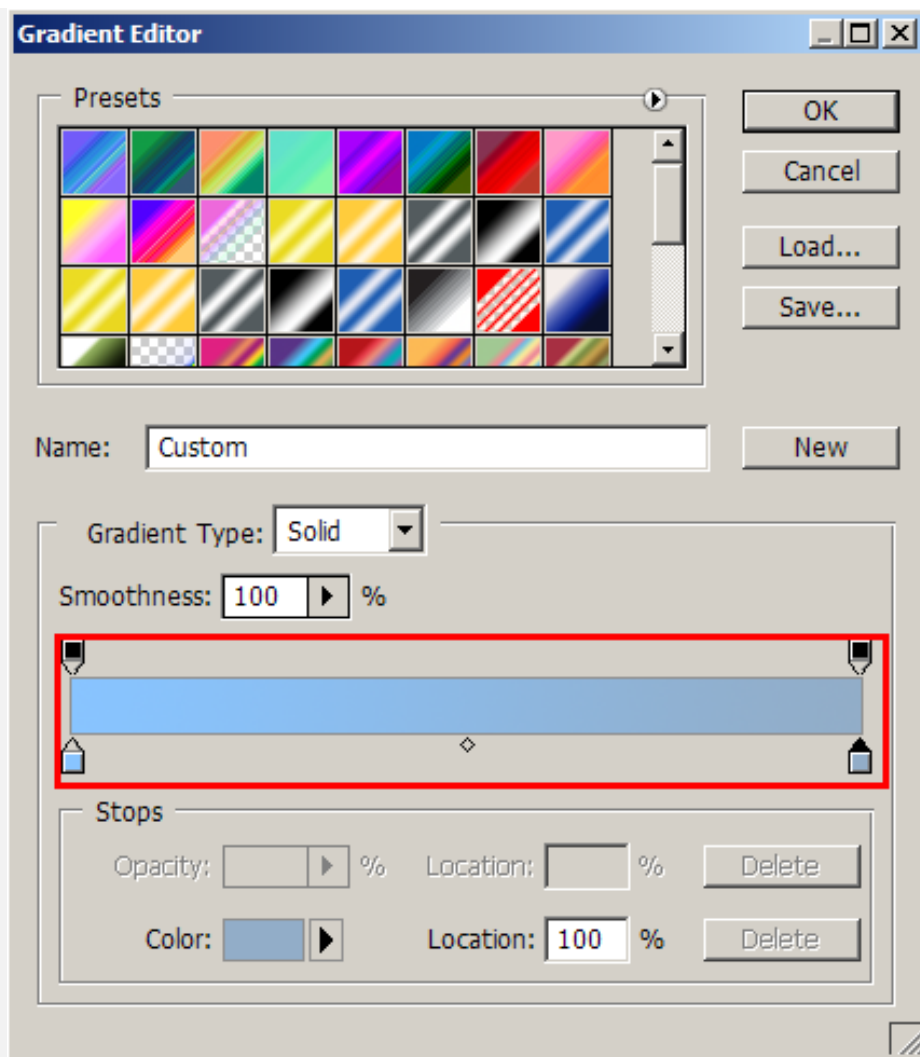 Gradient Editor
Presets
OK
Cancel
Load...
Save...
Name: Custom
New
Gradient Type: Solid
Smoothness: 100 %
Stops
Opacity: % Location: % Delete
Color: Location: 100 % Delete